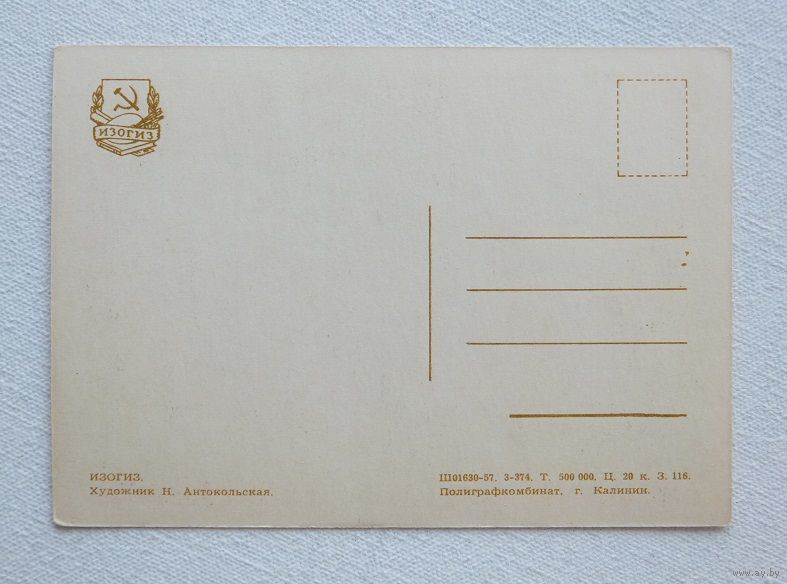 ИЗОГИЗ
ИЗОГИЗ.
Художник Н. Антокольская.
Ш01630-57. 3-374. Т. 500 000. Ц. 20 к. З. 116.
Полиграфкомбинат, г. Калинин.
www.ay.by